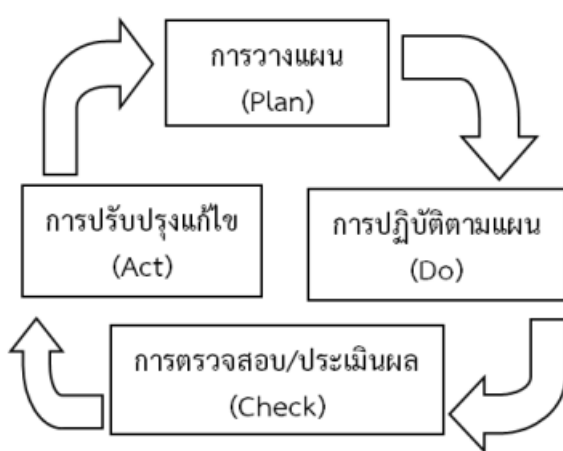 การวางแผน
(Plan)
การปฏิบัติตามแผน
(Do)
การตรวจสอบ/ประเมินผล
(Check)
การปรับปรุงแก้ไข
(Act)